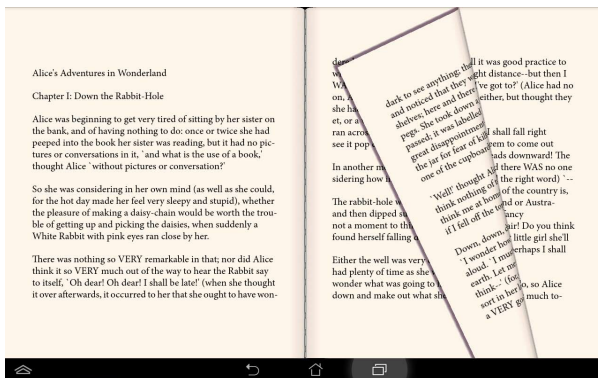 Alice's Adventures in Wonderland
Chapter I: Down the Rabbit-Hole
Alice was beginning to get very tired of sitting by her sister on
the bank, and of having nothing to do: once or twice she had
peeped into the book her sister was reading, but it had no pic-
tures or conversations in it, `and what is the use of a book,'
thought Alice `without pictures or conversation?'
So she was considering in her own mind (as well as she could,
for the hot day made her feel very sleepy and stupid), whether
the pleasure of making a daisy-chain would be worth the trou-
ble of getting up and picking the daisies, when suddenly a
White Rabbit with pink eyes ran close by her.
There was nothing so VERY remarkable in that; nor did Alice
think it so VERY much out of the way to hear the Rabbit say
to itself, `Oh dear! Oh dear! I shall be late!' (when she thought
it over afterwards, it occurred to her that she ought to have won-
on,
she
et, or a
ran
see it pop
In another
sidering how
The rabbit-hole
and then dipped
not a moment to
found herself falling
Either the well was very
had plenty of time as she
wonder what was going to
down and make out what she
dark to see anything;
and noticed that they
shelves; here and there
pegs. She took down
passed; it was labelled
great disappointment
the jar for fear of
one of the
`Well!' thought
think nothing of
think me at
if I fell off the
Down, down,
`I wonder how
aloud. `I must
earth. Let me
think--' (for,
sort in her
a VERY
it was good practice to
distance--but then I
got to?' (Alice had no
either, but thought they
I shall fall right
to come out
downward! The
there WAS no one
the right word) `--
of the country is,
or Austra-
Do you think
little girl she'll
perhaps I shall
so Alice
much to-